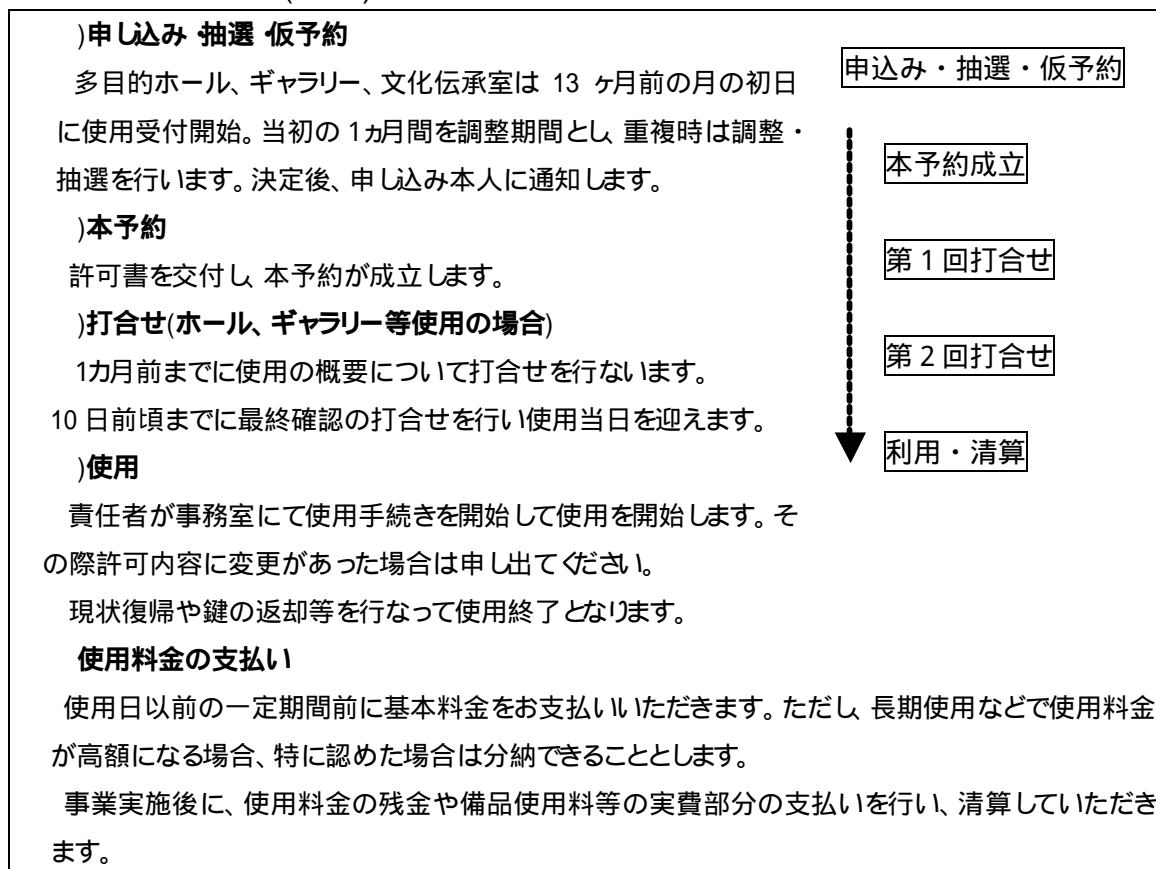 )申し込み・抽選・仮予約
多目的ホール、ギャラリー、文化伝承室は 13 ヶ月前の月の初日
に使用受付開始。当初の 1ヵ月間を調整期間とし、重複時は調整・
抽選を行います。決定後、申し込み本人に通知します。
)本予約
許可書を交付し、本予約が成立します。
)打合せ(ホール、ギャラリー等使用の場合)
1カ月前までに使用の概要について打合せを行ないます。
10 日前頃までに最終確認の打合せを行い使用当日を迎えます。
)使用
責任者が事務室にて使用手続きを開始して使用を開始します。そ
の際許可内容に変更があった場合は申し出てください。
現状復帰や鍵の返却等を行なって使用終了となります。
使用料金の支払い
使用日以前の一定期間前に基本料金をお支払いいただきます。ただし、長期使用などで使用料金
が高額になる場合、特に認めた場合は分納できることとします。
事業実施後に、使用料金の残金や備品使用料等の実費部分の支払いを行い、清算していただき
ます。
申込み・抽選・仮予約
本予約成立
第1回打合せ
第2回打合せ
利用・清算